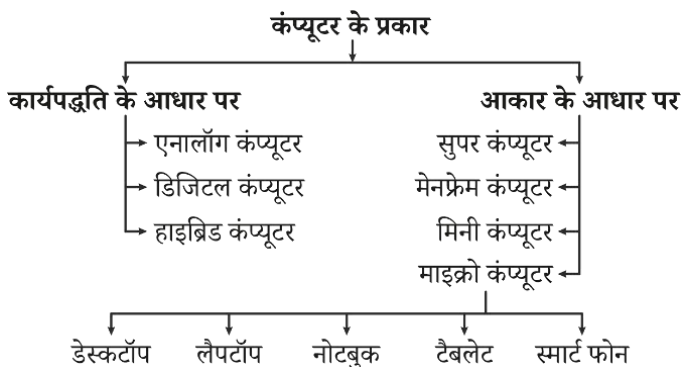 कंप्यूटर के प्रकार
कार्यपद्धति के आधार पर
एनालॉग कंप्यूटर
डिजिटल कंप्यूटर
हाइब्रिड कंप्यूटर
आकार के आधार पर
सुपर कंप्यूटर
मेनफ्रेम कंप्यूटर
मिनी कंप्यूटर
माइक्रो कंप्यूटर
डेस्कटॉप लैपटॉप नोटबुक टैबलेट स्मार्ट फोन